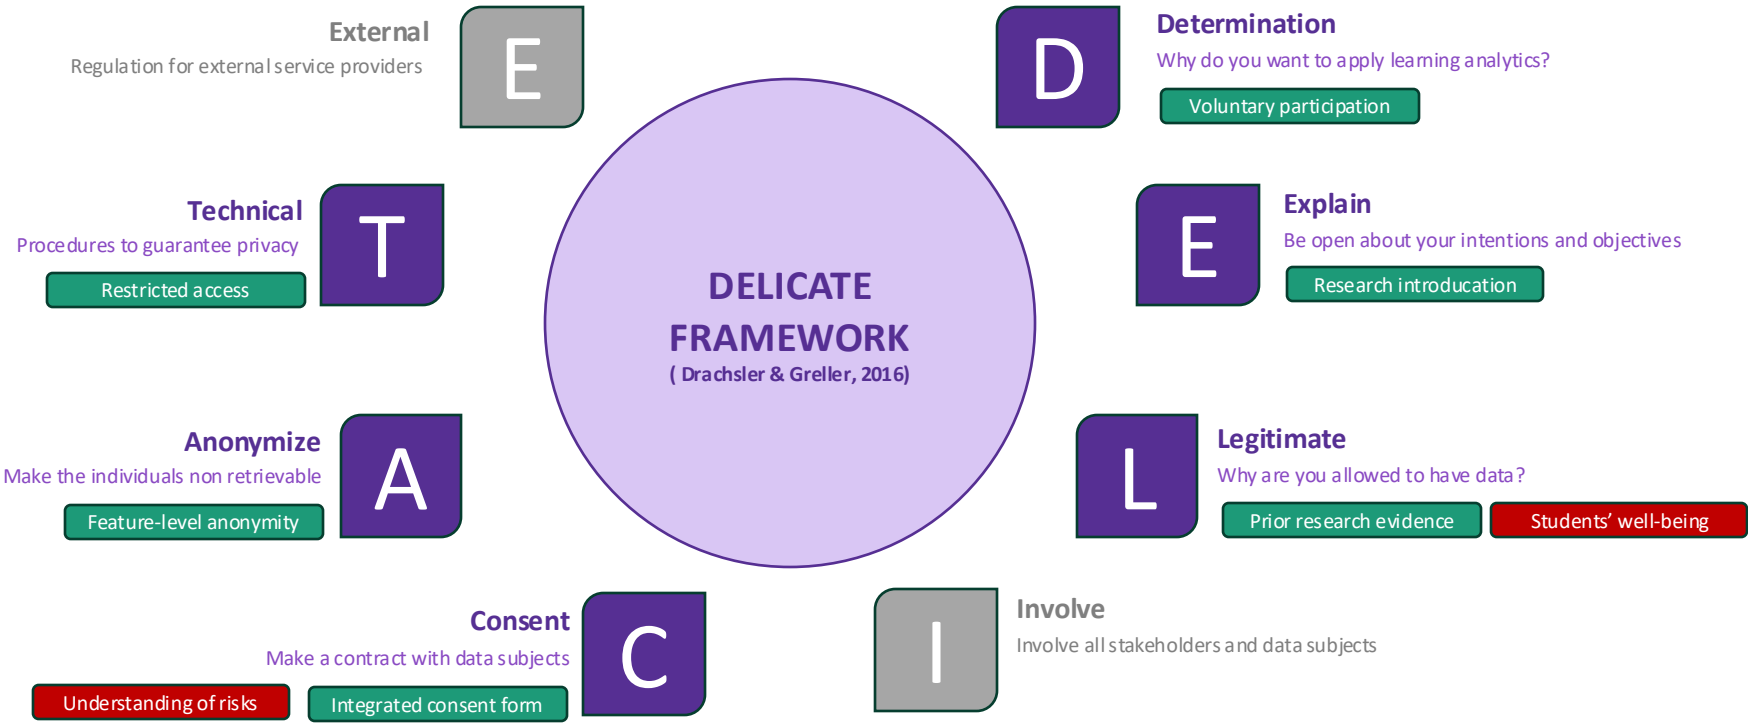 E
External
Regulation for external service providers
D
Determination
Why do you want to apply learning analytics?
Voluntary participation
T
Technical
Procedures to guarantee privacy
Restricted access
E
Explain
Be open about your intentions and objectives
Research introducation
DELICATE
FRAMEWORK
( Drachsler & Greller, 2016)
A
Anonymize
Make the individuals non retrievable
Feature-level anonymity
L
Legitimate
Why are you allowed to have data?
Prior research evidence
Students’ well-being
C
Consent
Make a contract with data subjects
Understanding of risks
Integrated consent form
I
Involve
Involve all stakeholders and data subjects